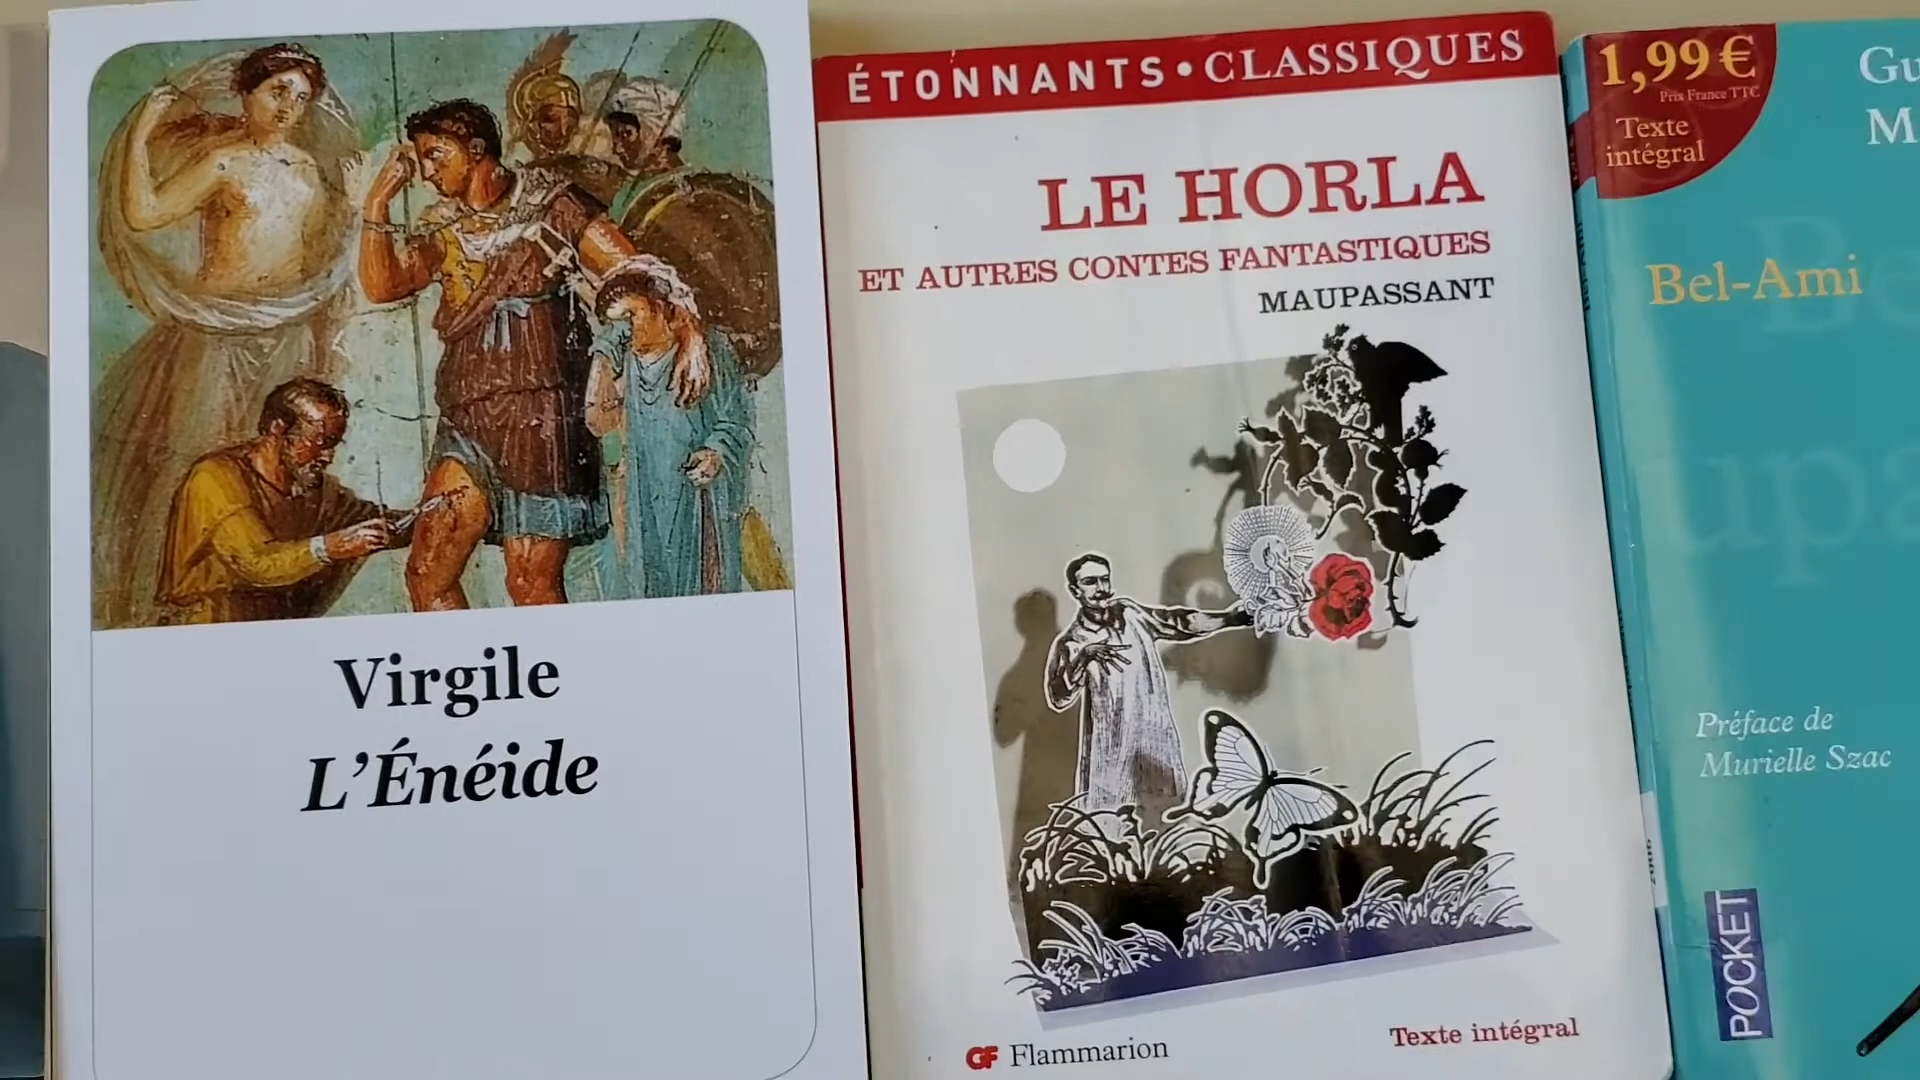 Virgile
L'Énéide
ÉTONNANTS • CLASSIQUES
LE HORLA
ET AUTRES CONTES FANTASTIQUES
MAUPASSANT
GF Flammarion
Texte intégral
1,99 €
Prix France TTC
Texte
intégral
Gu
M
Bel-Ami
upa
Préface de
Murielle Szac
POCKET